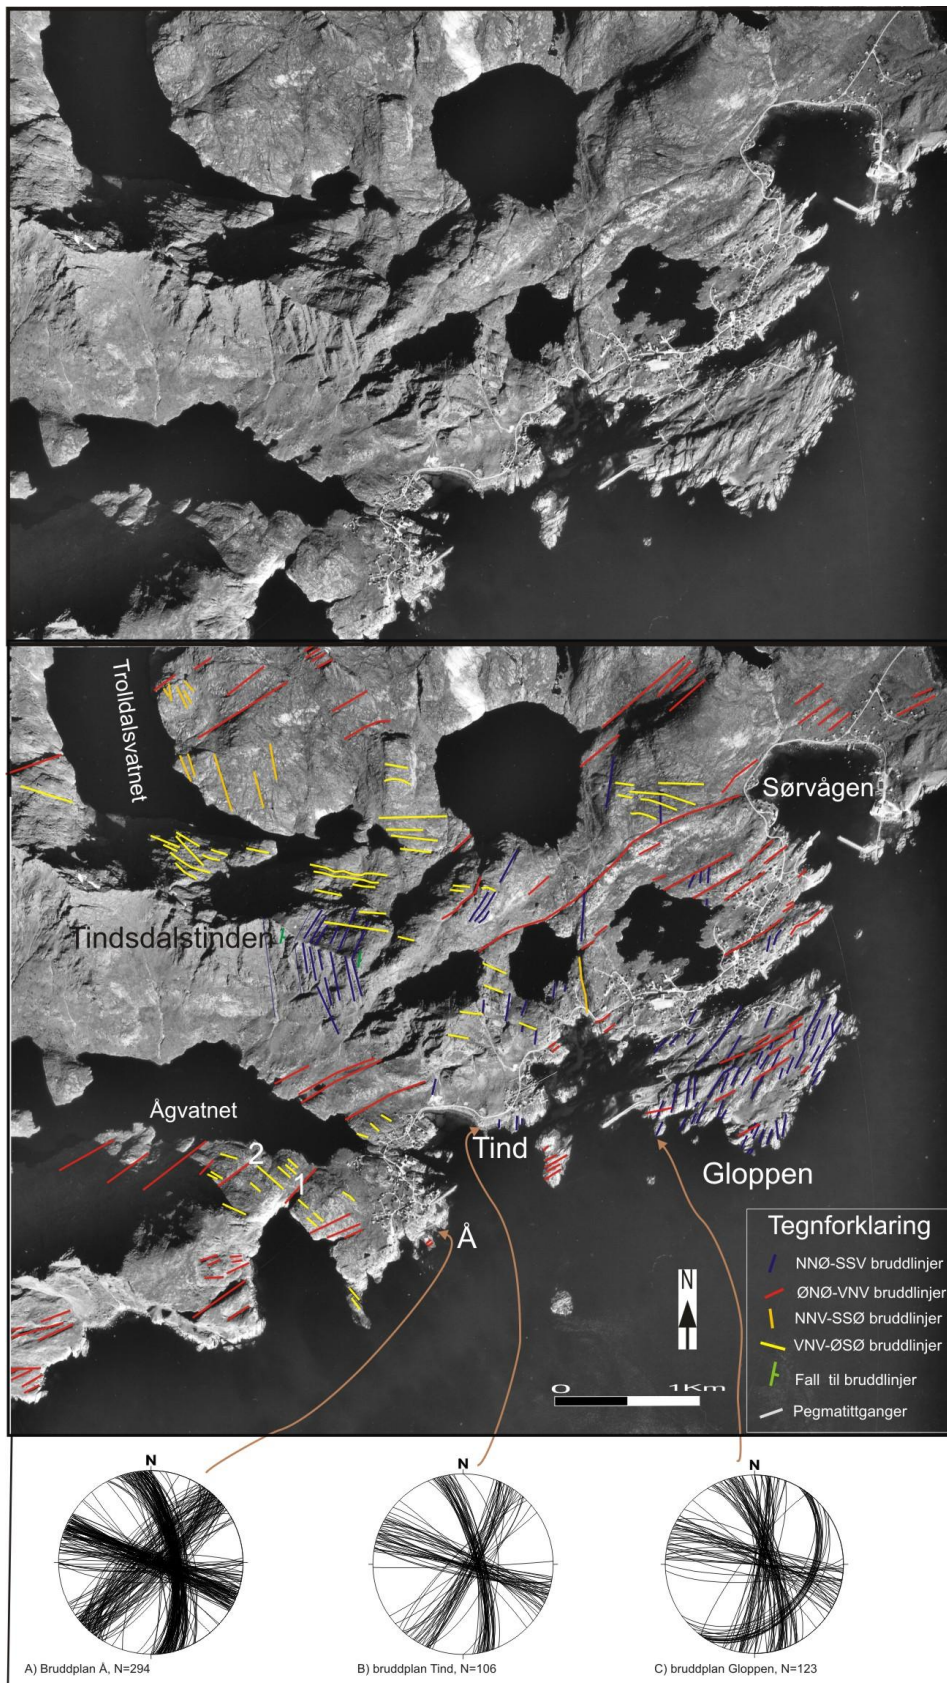 Trolldalsvatnet
Sørvågen
Tindsdalstinden
Ågvatnet
2
1
Tind
Å
Gloppen
Tegnforklaring
NNØ-SSV bruddlinjer
ØNØ-VNV bruddlinjer
NNV-SSØ bruddlinjer
VNV-ØSØ bruddlinjer
Fall til bruddlinjer
Pegmatittganger
N
0 1Km
N
N
N
A) Bruddplan Å, N=294
B) bruddplan Tind, N=106
C) bruddplan Gloppen, N=123